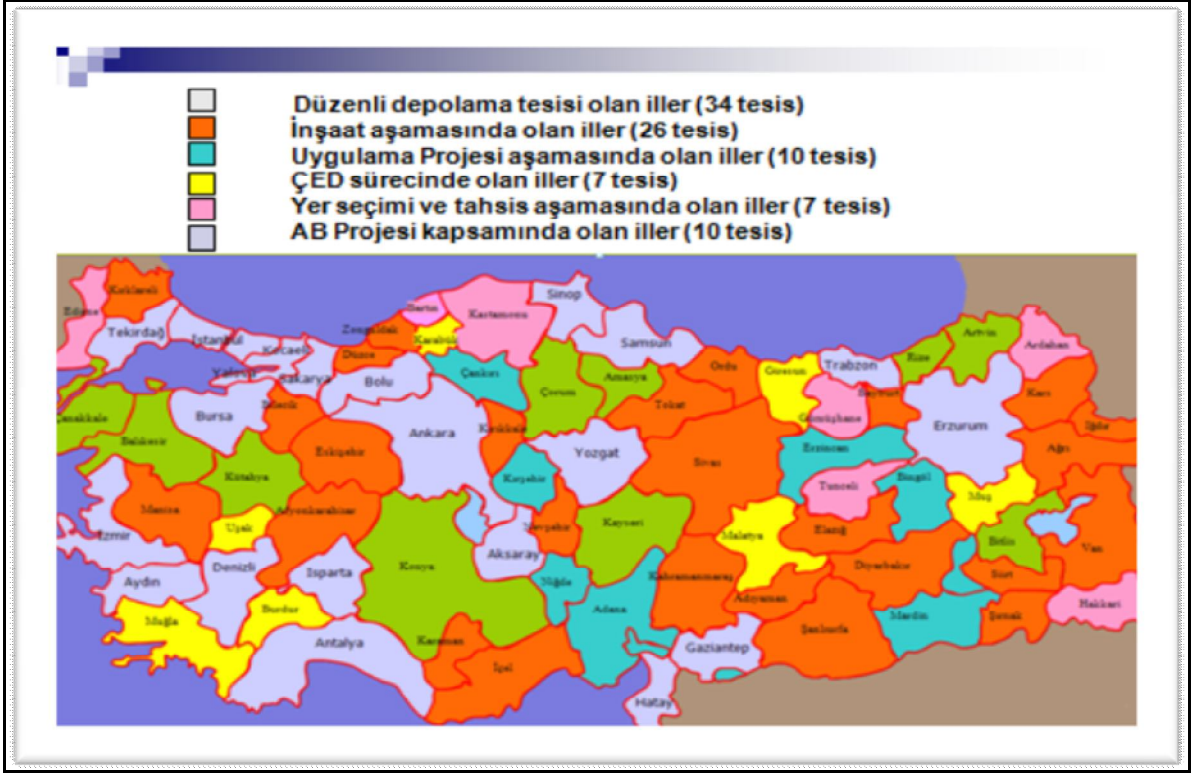 Düzenli depolama tesisi olan iller (34 tesis)
İnşaat aşamasında olan iller (26 tesis)
Uygulama Projesi aşamasında olan iller (10 tesis)
ÇED sürecinde olan iller (7 tesis)
Yer seçimi ve tahsis aşamasında olan iller (7 tesis)
AB Projesi kapsamında olan iller (10 tesis)
Kırklareli
Edirne
Tekirdağ
İstanbul
Kocaeli
Yalova
Sakarya
Düzce
Zonguldak
Bartın
Karabük
Kastamonu
Sinop
Samsun
Bolu
Çankırı
Çorum
Amasya
Ordu
Giresun
Trabzon
Rize
Artvin
Ardahan
Çanakkale
Balıkesir
Bursa
Bilecik
Eskişehir
Ankara
Kırıkkale
Tokat
Gümüşhane
Bayburt
Erzurum
Kars
Iğdır
Kütahya
Kırşehir
Yozgat
Sivas
Erzincan
Tunceli
Bingöl
Muş
Ağrı
Manisa
Uşak
Afyonkarahisar
Konya
Nevşehir
Kayseri
Malatya
Elazığ
Bitlis
Van
İzmir
Aydın
Denizli
Isparta
Aksaray
Niğde
Adana
Kahramanmaraş
Adıyaman
Diyarbakır
Siirt
Hakkari
Muğla
Burdur
Antalya
Karaman
İçel
Gaziantep
Şanlıurfa
Mardin
Şırnak
Hatay